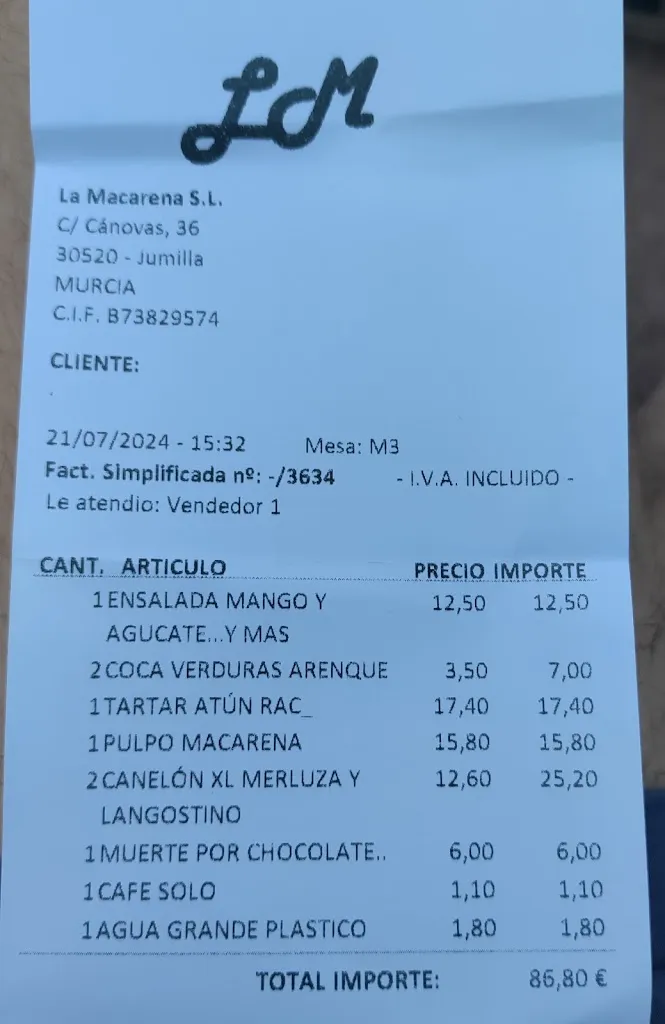 LM
La Macarena S.L.
C/ Cánovas, 36
30520 - Jumilla
MURCIA
C.I.F. B73829574
CLIENTE:
.
21/07/2024 - 15:32 Mesa: M3
Fact. Simplificada nº: -/3634 - I.V.A. INCLUIDO -
Le atendio: Vendedor 1
CANT. ARTICULO PRECIO IMPORTE
1 ENSALADA MANGO Y 12,50 12,50
AGUCATE...Y MAS
2 COCA VERDURAS ARENQUE 3,50 7,00
1 TARTAR ATÚN RAC_ 17,40 17,40
1 PULPO MACARENA 15,80 15,80
2 CANELÓN XL MERLUZA Y 12,60 25,20
LANGOSTINO
1 MUERTE POR CHOCOLATE.. 6,00 6,00
1 CAFE SOLO 1,10 1,10
1 AGUA GRANDE PLASTICO 1,80 1,80
TOTAL IMPORTE: 86,80 €